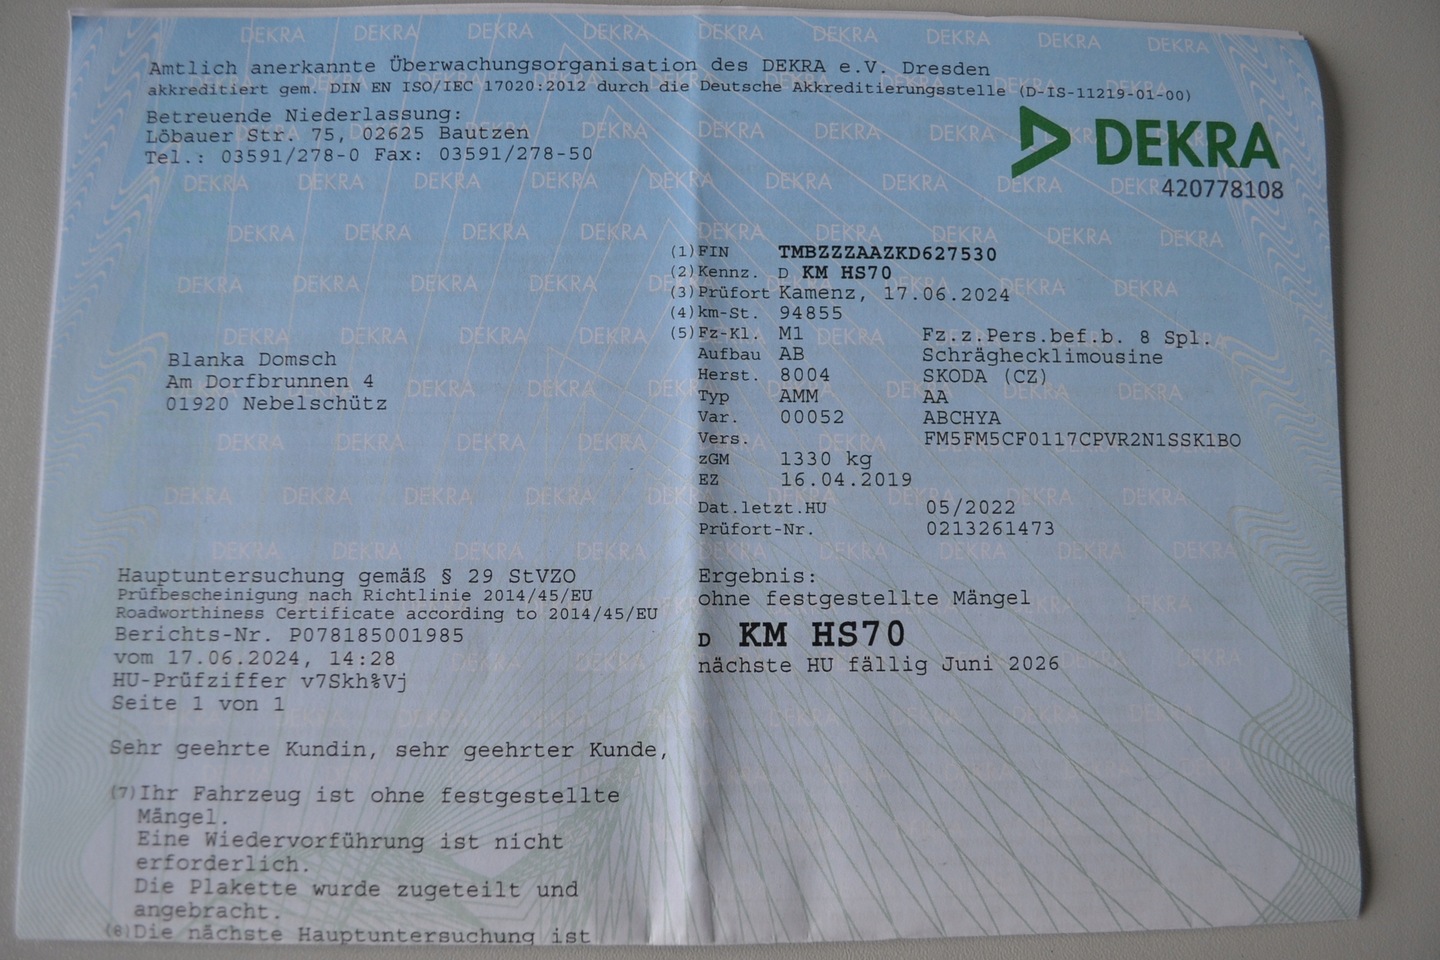 Amtlich anerkannte Überwachungsorganisation des DEKRA e.V. Dresden
akkreditiert gem. DIN EN ISO/IEC 17020:2012 durch die Deutsche Akkreditierungsstelle (D-IS-11219-01-00)
Betreuende Niederlassung:
Löbauer Str. 75, 02625 Bautzen
Tel.: 03591/278-0 Fax: 03591/278-50
DEKRA
420778108
(1) FIN TMBZZZAAZKD627530
(2) Kennz. D KM HS70
(3) Prüfort Kamenz, 17.06.2024
(4) km-St. 94855
(5) Fz-Kl. M1 Fz.z.Pers.bef.b. 8 Spl.
Aufbau AB Schräghecklimousine
Herst. 8004 SKODA (CZ)
Typ AMM AA
Var. 00052 ABCHYA
Vers. FM5FM5CF0117CPVR2N1SSK1BO
zGM 1330 kg
EZ 16.04.2019
Dat.letzt.HU 05/2022
Prüfort-Nr. 0213261473
Blanka Domsch
Am Dorfbrunnen 4
01920 Nebelschütz
Hauptuntersuchung gemäß § 29 StVZO
Prüfbescheinigung nach Richtlinie 2014/45/EU
Roadworthiness Certificate according to 2014/45/EU
Berichts-Nr. P078185001985
vom 17.06.2024, 14:28
HU-Prüfziffer v7Skh%Vj
Seite 1 von 1
Ergebnis:
ohne festgestellte Mängel
D KM HS70
nächste HU fällig Juni 2026
Sehr geehrte Kundin, sehr geehrter Kunde,
(7) Ihr Fahrzeug ist ohne festgestellte
Mängel.
Eine Wiedervorführung ist nicht
erforderlich.
Die Plakette wurde zugeteilt und
angebracht.
(6) Die nächste Hauptuntersuchung ist